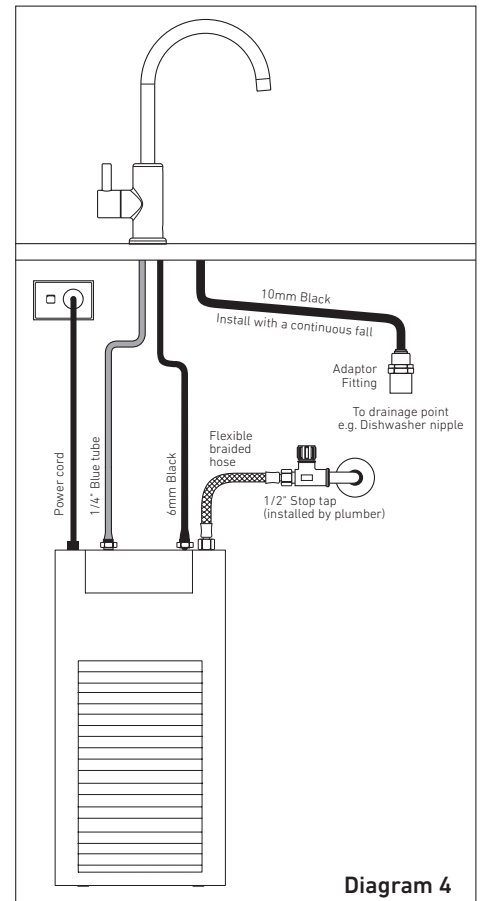 10mm Black
Install with a continuous fall
Adaptor
Fitting
To drainage point
e.g. Dishwasher nipple
Flexible
braided
hose
1/2" Stop tap
(installed by plumber)
Power cord
1/4" Blue tube
6mm Black
Diagram 4